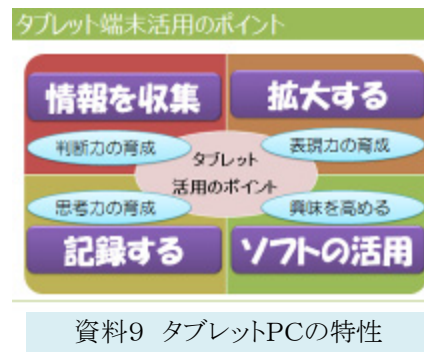 タブレット端末活用のポイント
情報を収集
拡大する
判断力の育成
表現力の育成
タブレット
活用のポイント
思考力の育成
興味を高める
記録する
ソフトの活用
資料9 タブレットPCの特性